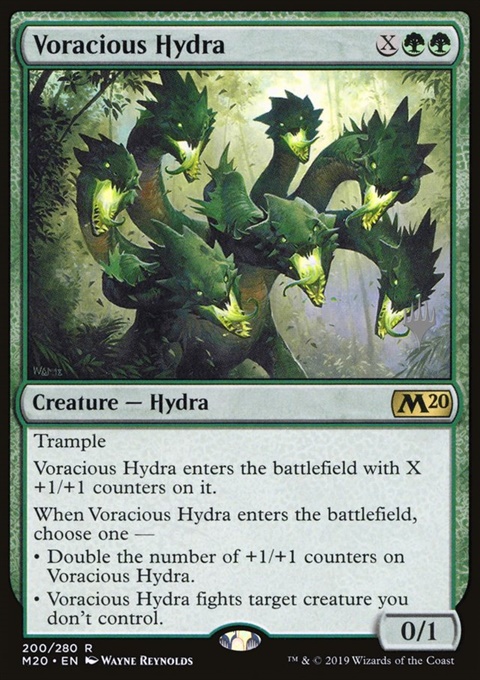 Voracious Hydra X
M20
Creature — Hydra
Trample
Voracious Hydra enters the battlefield with X
+1/+1 counters on it.
When Voracious Hydra enters the battlefield,
choose one —
• Double the number of +1/+1 counters on
Voracious Hydra.
• Voracious Hydra fights target creature you
don't control.
0/1
200/280 R
M20 • EN Wayne Reynolds
™ & © 2019 Wizards of the Coast